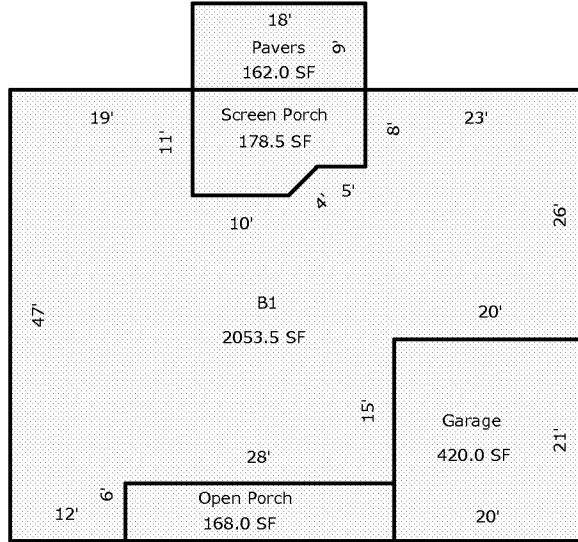 18'
Pavers
9'
162.0 SF
19'
Screen Porch
23'
11'
178.5 SF
8'
5'
4'
10'
26'
B1
47'
20'
2053.5 SF
15'
Garage
21'
420.0 SF
28'
6'
Open Porch
12'
168.0 SF
20'